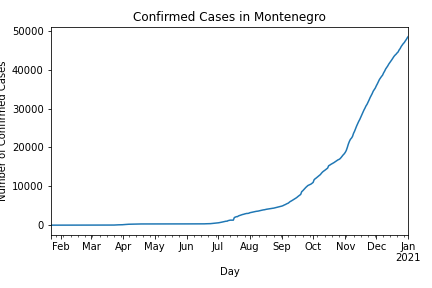 Confirmed Cases in Montenegro
50000
40000
30000
20000
10000
0
Number of Confirmed Cases
Feb Mar Apr May Jun Jul Aug Sep Oct Nov Dec Jan
2021
Day